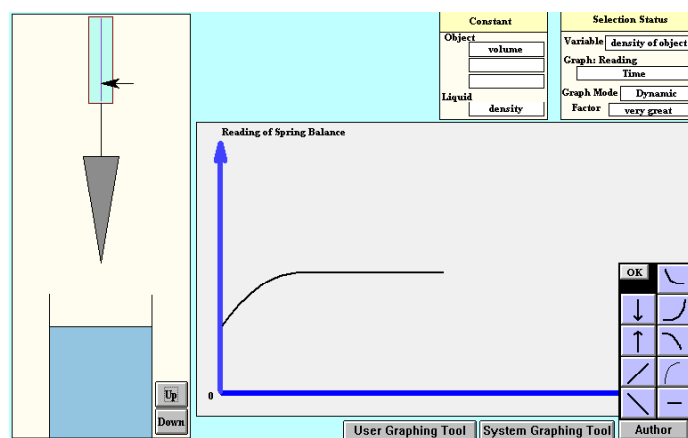 Constant
Object
volume
Liquid
density
Selection Status
Variable density of object
Graph: Reading
Time
Graph Mode Dynamic
Factor very great
Reading of Spring Balance
0
OK
Up
Down
User Graphing Tool
System Graphing Tool
Author